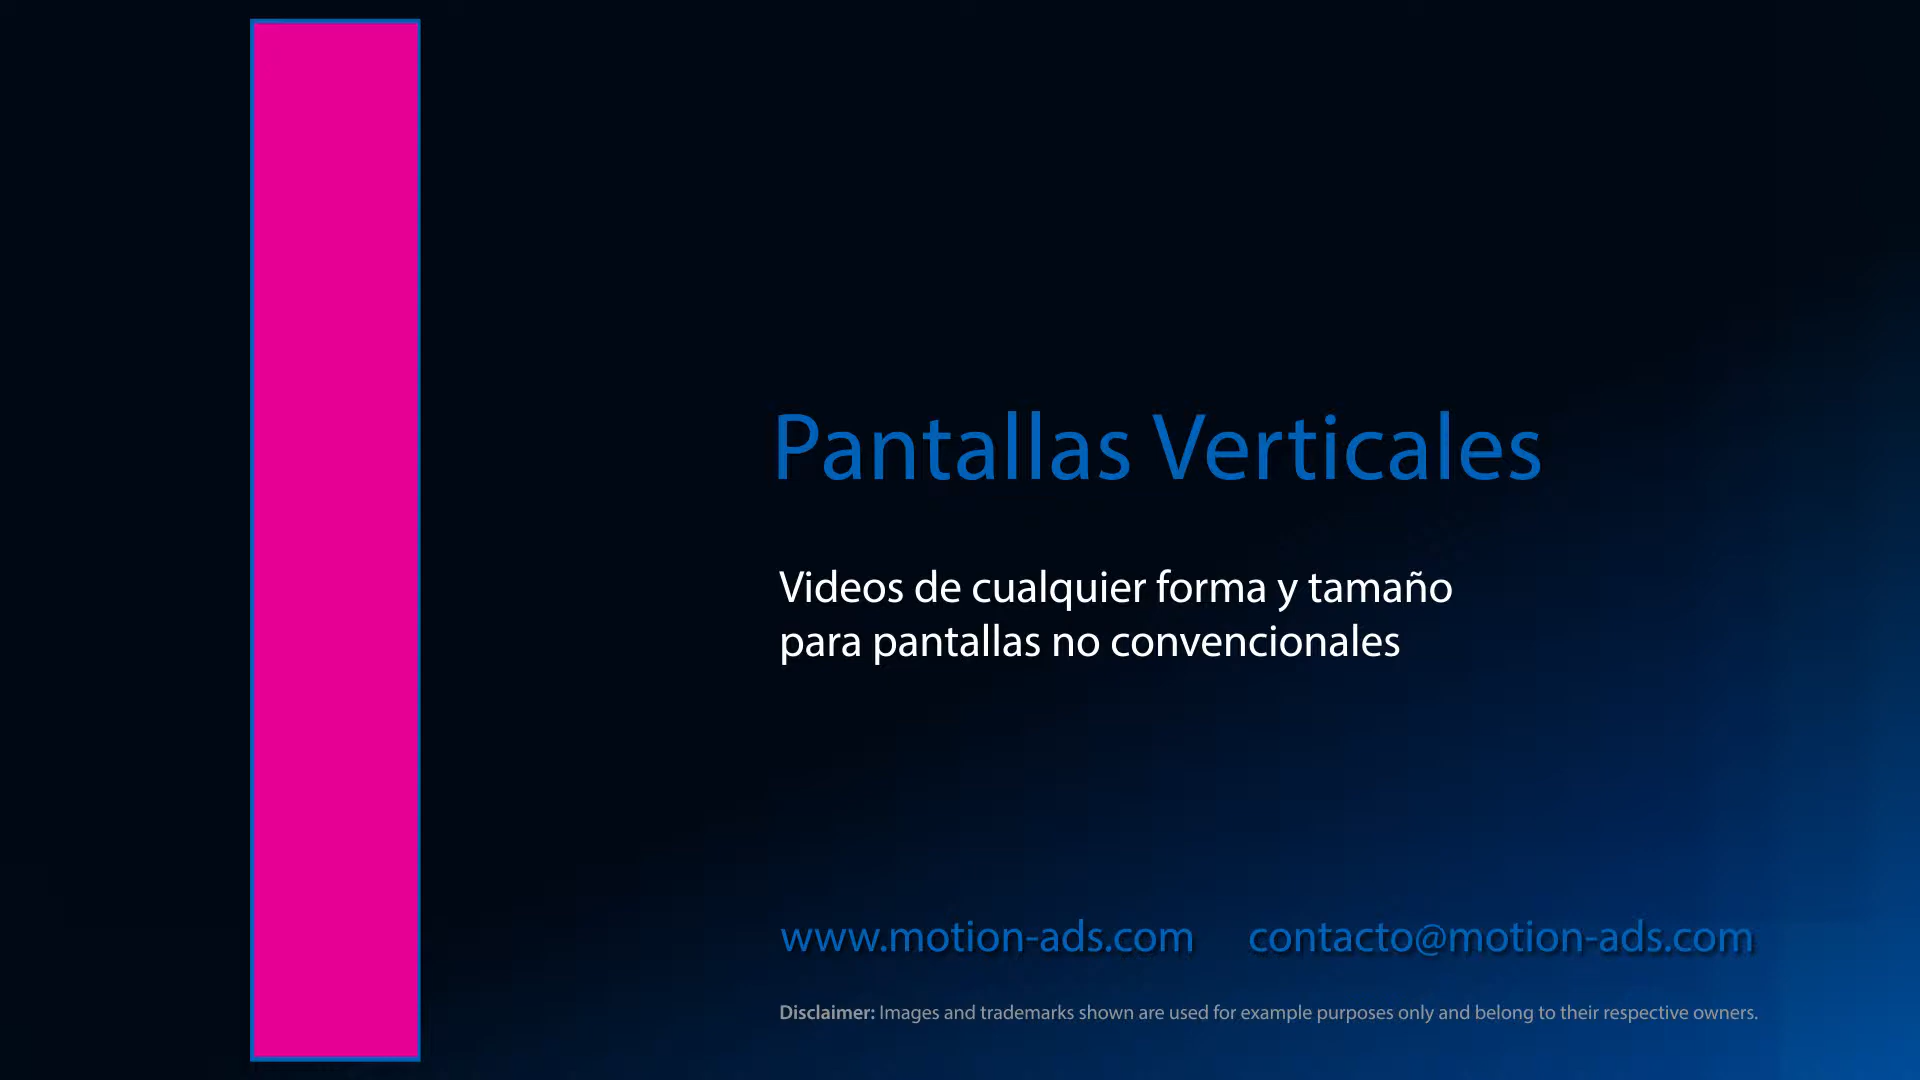 Pantallas Verticales
Videos de cualquier forma y tamaño
para pantallas no convencionales
www.motion-ads.com contacto@motion-ads.com
Disclaimer: Images and trademarks shown are used for example purposes only and belong to their respective owners.